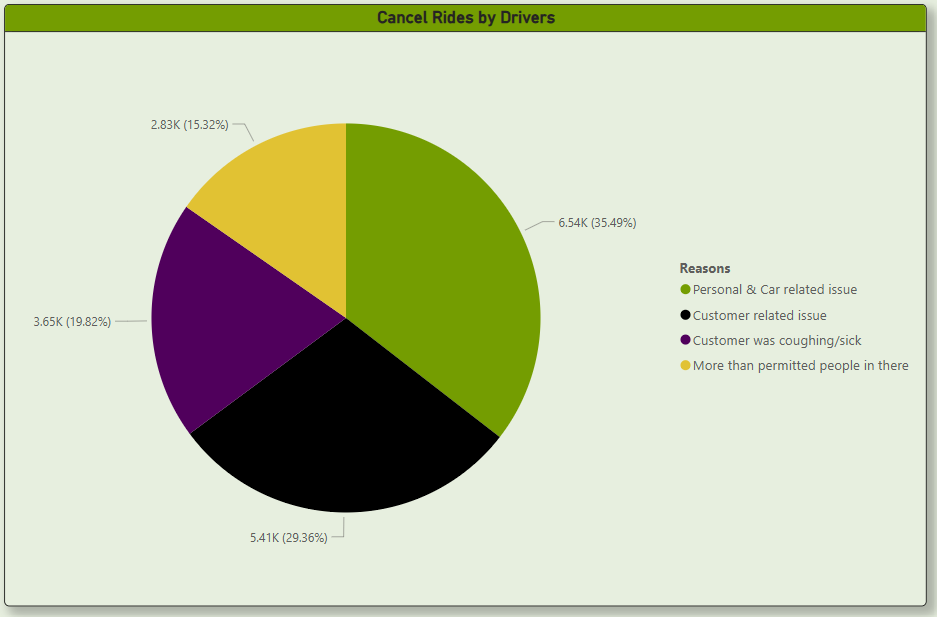 Cancel Rides by Drivers
2.83K (15.32%)
6.54K (35.49%)
3.65K (19.82%)
5.41K (29.36%)
Reasons
Personal & Car related issue
Customer related issue
Customer was coughing/sick
More than permitted people in there